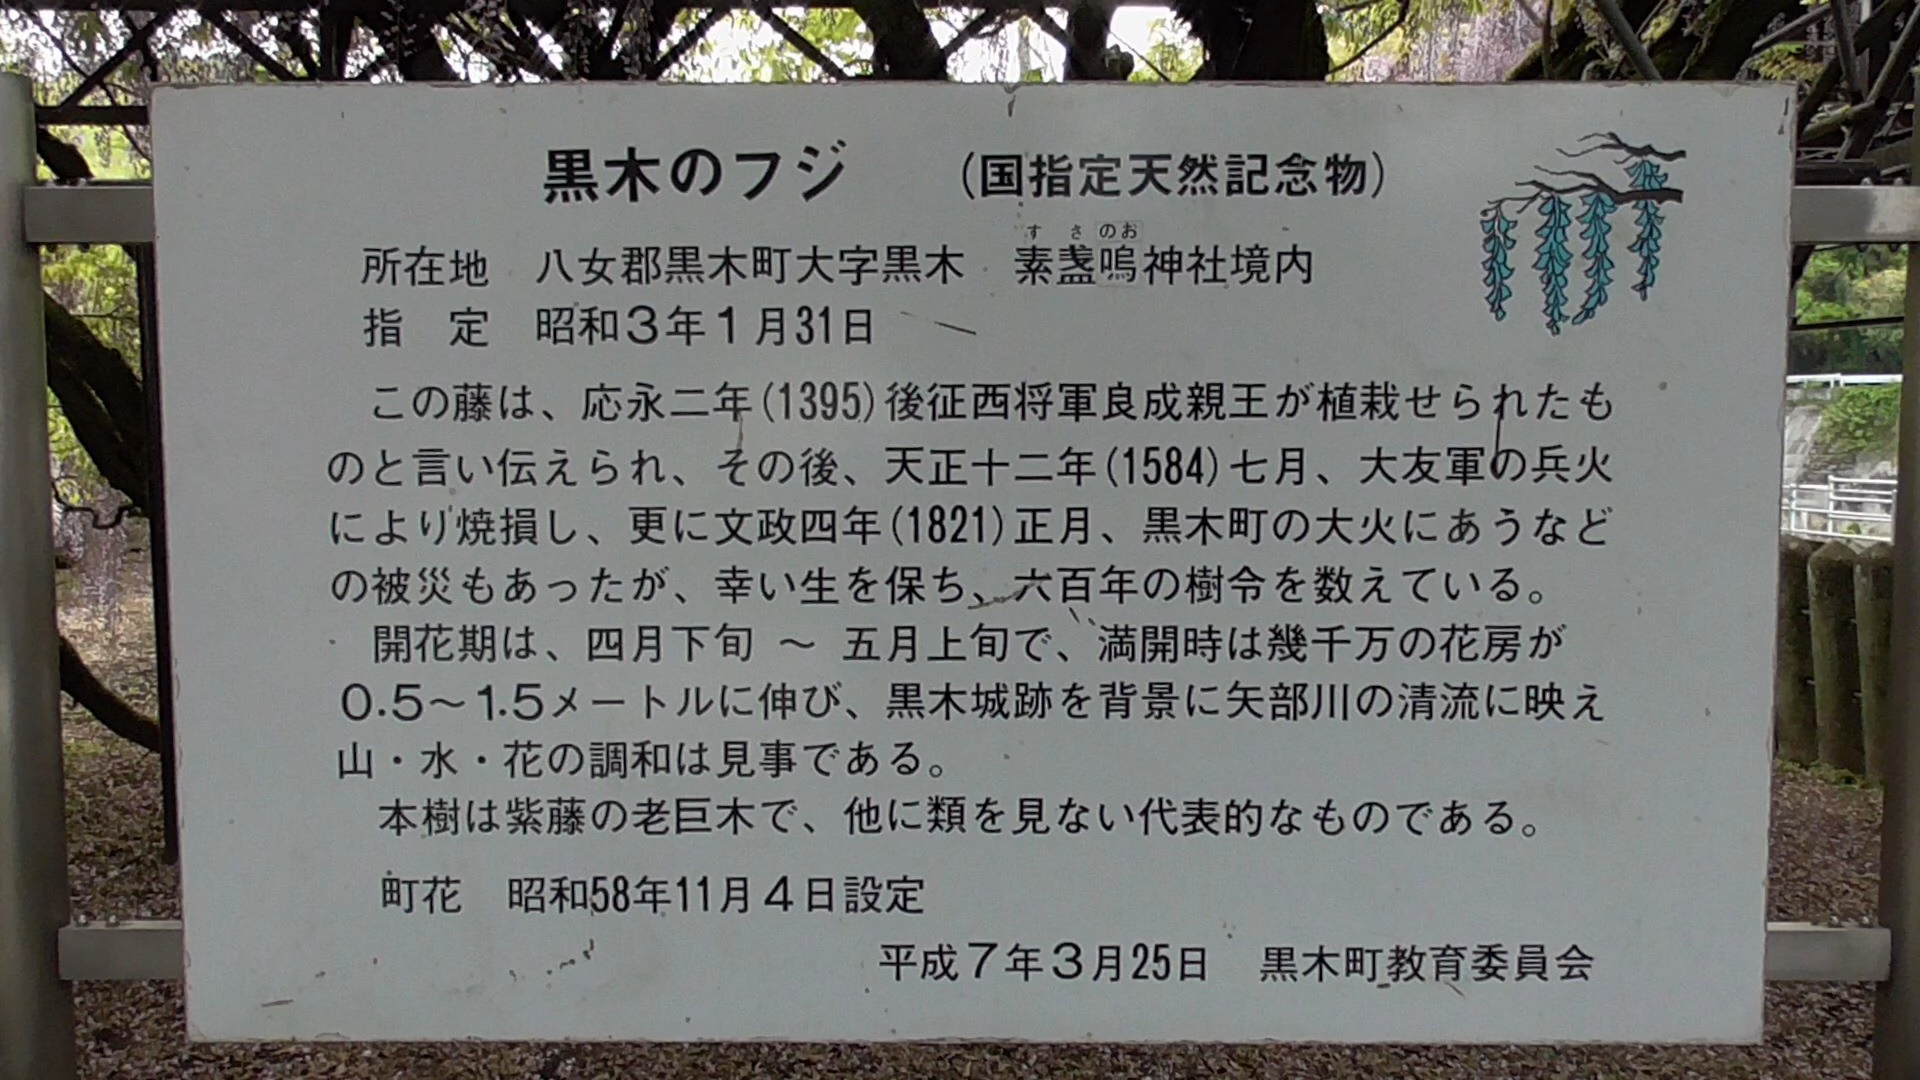 黒木のフジ （国指定天然記念物）
所在地 八女郡黒木町大字黒木 素盞嗚神社境内
すさのお
指 定 昭和３年１月31日
この藤は、応永二年(1395)後征西将軍良成親王が植栽せられたも
のと言い伝えられ、その後、天正十二年(1584)七月、大友軍の兵火
により焼損し、更に文政四年(1821)正月、黒木町の大火にあうなど
の被災もあったが、幸い生を保ち、六百年の樹令を数えている。
開花期は、四月下旬 ～ 五月上旬で、満開時は幾千万の花房が
0.5～1.5メートルに伸び、黒木城跡を背景に矢部川の清流に映え
山・水・花の調和は見事である。
本樹は紫藤の老巨木で、他に類を見ない代表的なものである。
町花 昭和58年11月４日設定
平成７年３月25日 黒木町教育委員会